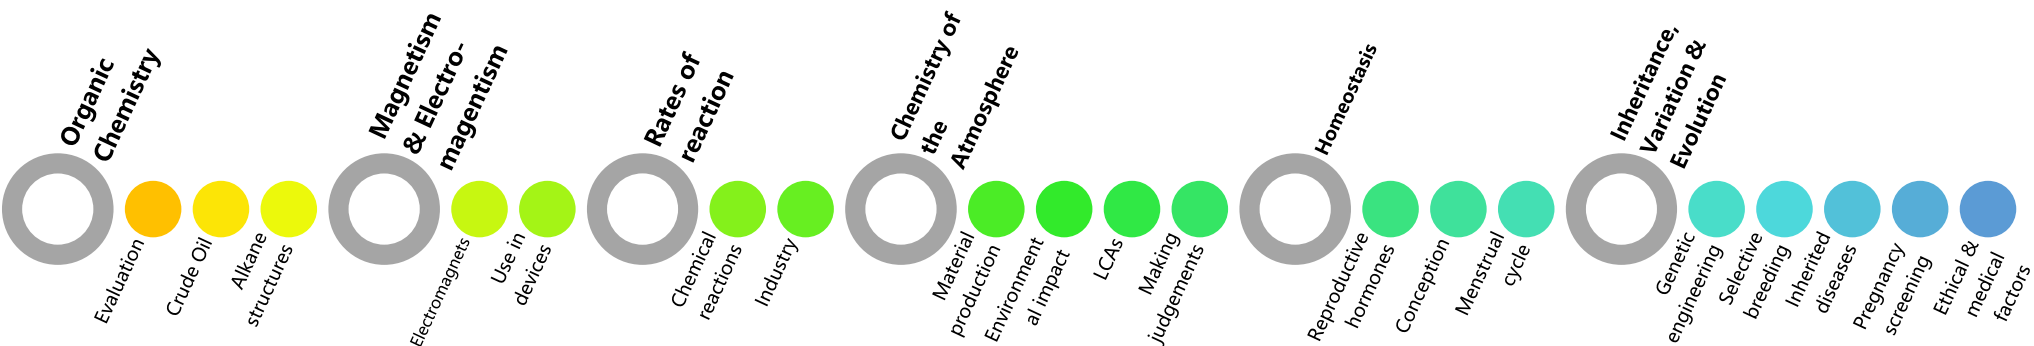 Organic
Chemistry
Evaluation
Crude Oil
Alkane
structures
Magnetism
& Electro-
magentism
Electromagnets
Use in
devices
Rates of
reaction
Chemical
reactions
Industry
Chemistry of
the
Atmosphere
Material
production
Environment
al impact
LCAs
Making
judgements
Homeostasis
Reproductive
hormones
Conception
Menstrual
cycle
Inheritance,
Variation &
Evolution
Genetic
engineering
Selective
breeding
Inherited
diseases
Pregnancy
screening
Ethical &
medical
factors